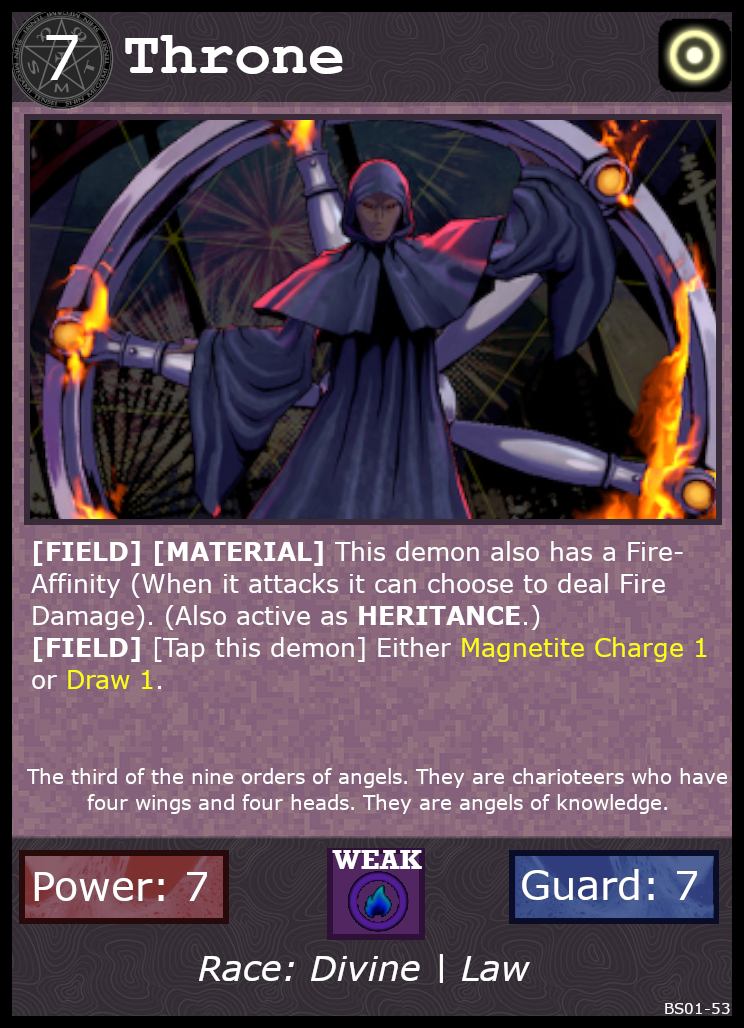 7 Throne
[FIELD] [MATERIAL] This demon also has a Fire-
Affinity (When it attacks it can choose to deal Fire
Damage). (Also active as HERITANCE.)
[FIELD] [Tap this demon] Either Magnetite Charge 1
or Draw 1.
The third of the nine orders of angels. They are charioteers who have
four wings and four heads. They are angels of knowledge.
WEAK
Power: 7
Guard: 7
Race: Divine | Law
BS01-53